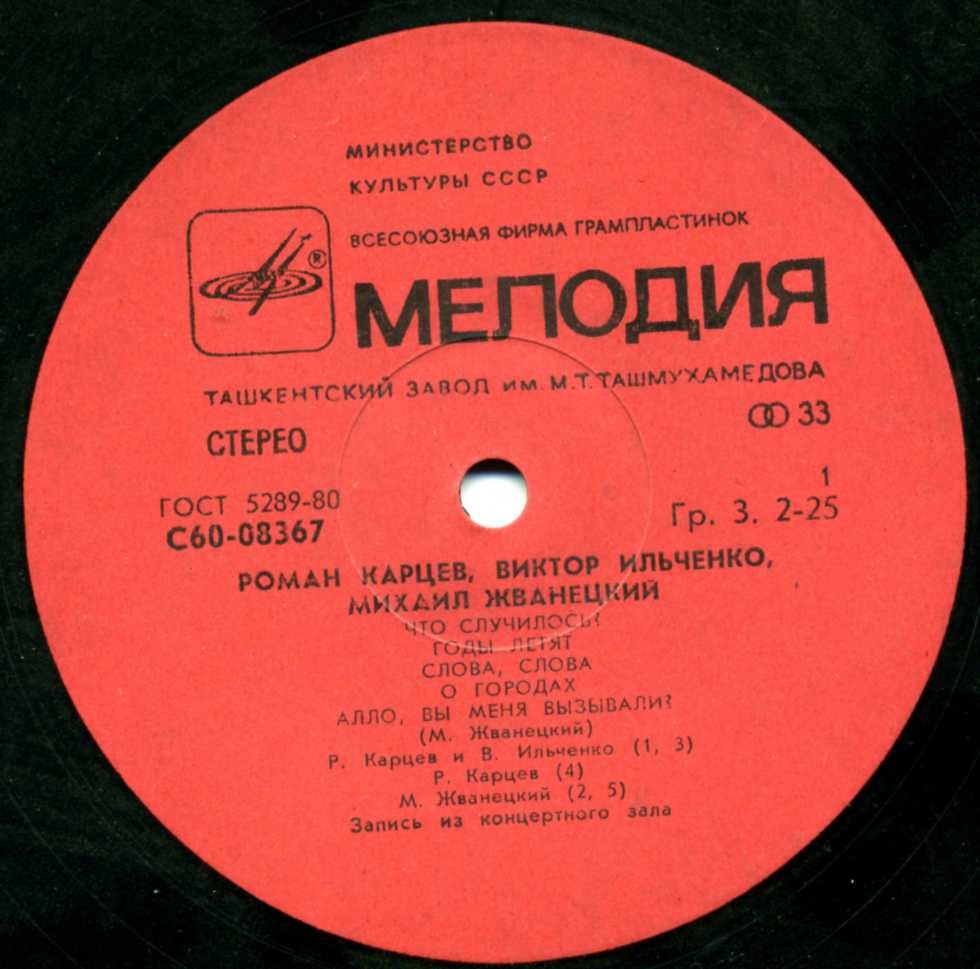 МИНИСТЕРСТВО
КУЛЬТУРЫ СССР
ВСЕСОЮЗНАЯ ФИРМА ГРАМПЛАСТИНОК
®
МЕЛОДИЯ
ТАШКЕНТСКИЙ ЗАВОД ИМ. М.Т. ТАШМУХАМЕДОВА
СТЕРЕО
33
ГОСТ 5289-80
1
С60-08367
Гр. 3. 2-25
РОМАН КАРЦЕВ, ВИКТОР ИЛЬЧЕНКО,
МИХАИЛ ЖВАНЕЦКИЙ
ЧТО СЛУЧИЛОСЬ?
ГОДЫ ЛЕТЯТ
СЛОВА, СЛОВА
О ГОРОДАХ
АЛЛО, ВЫ МЕНЯ ВЫЗЫВАЛИ?
(М. Жванецкий)
Р. Карцев и В. Ильченко (1, 3)
Р. Карцев (4)
М. Жванецкий (2, 5)
Запись из концертного зала